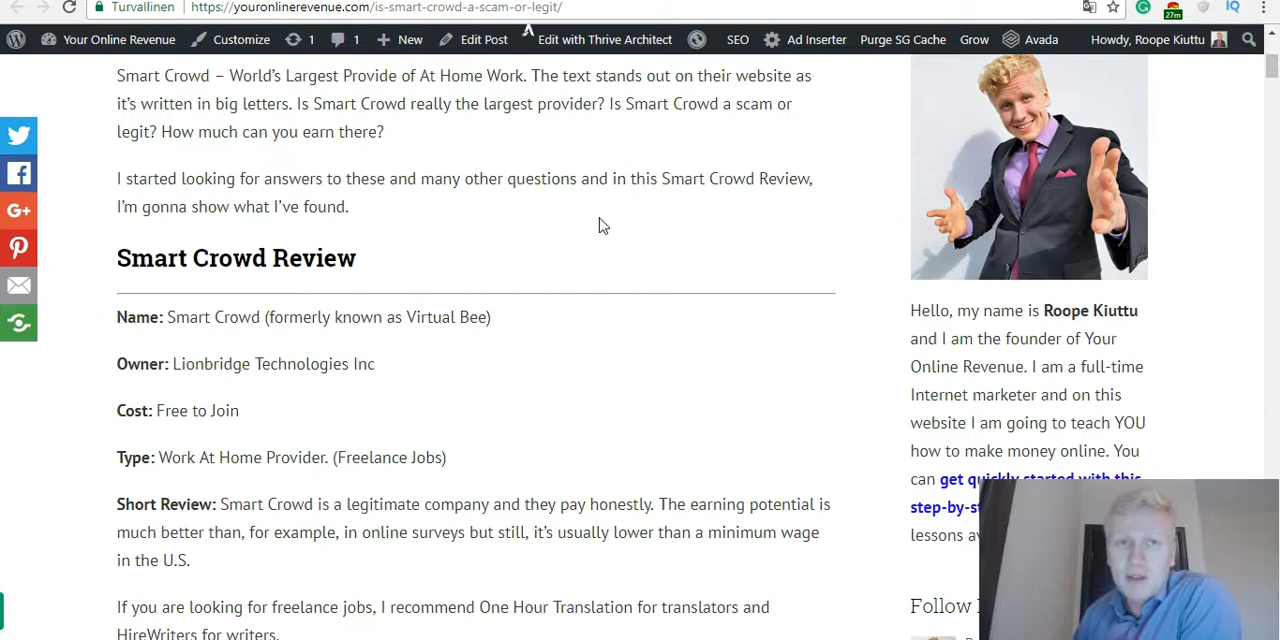 Turvallinen https://youronlinerevenue.com/is-smart-crowd-a-scam-or-legit/
27m
IQ
Your Online Revenue Customize 1 1 New Edit Post Edit with Thrive Architect SEO Ad Inserter Purge SG Cache Grow Avada Howdy, Roope Kiuttu
Smart Crowd – World's Largest Provide of At Home Work. The text stands out on their website as
it's written in big letters. Is Smart Crowd really the largest provider? Is Smart Crowd a scam or
legit? How much can you earn there?
I started looking for answers to these and many other questions and in this Smart Crowd Review,
I'm gonna show what I've found.
Smart Crowd Review
Name: Smart Crowd (formerly known as Virtual Bee)
Owner: Lionbridge Technologies Inc
Cost: Free to Join
Type: Work At Home Provider. (Freelance Jobs)
Short Review: Smart Crowd is a legitimate company and they pay honestly. The earning potential is
much better than, for example, in online surveys but still, it's usually lower than a minimum wage
in the U.S.
If you are looking for freelance jobs, I recommend One Hour Translation for translators and
HireWriters for writers.
G+
Hello, my name is Roope Kiuttu
and I am the founder of Your
Online Revenue. I am a full-time
Internet marketer and on this
website I am going to teach YOU
how to make money online. You
can get quickly started with this
step-by-st
lessons av
Follow